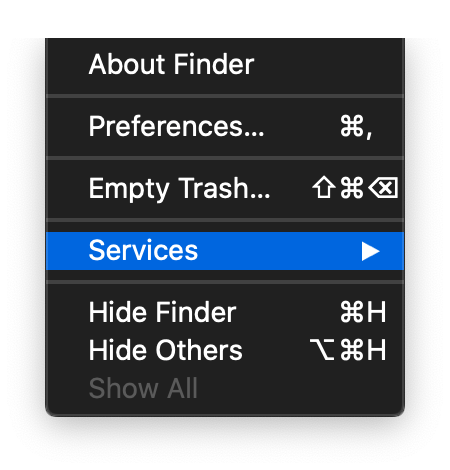 About Finder
Preferences... ⌘,
Empty Trash... ⇧⌘⌫
Services ▶
Hide Finder ⌘H
Hide Others ⌥⌘H
Show All